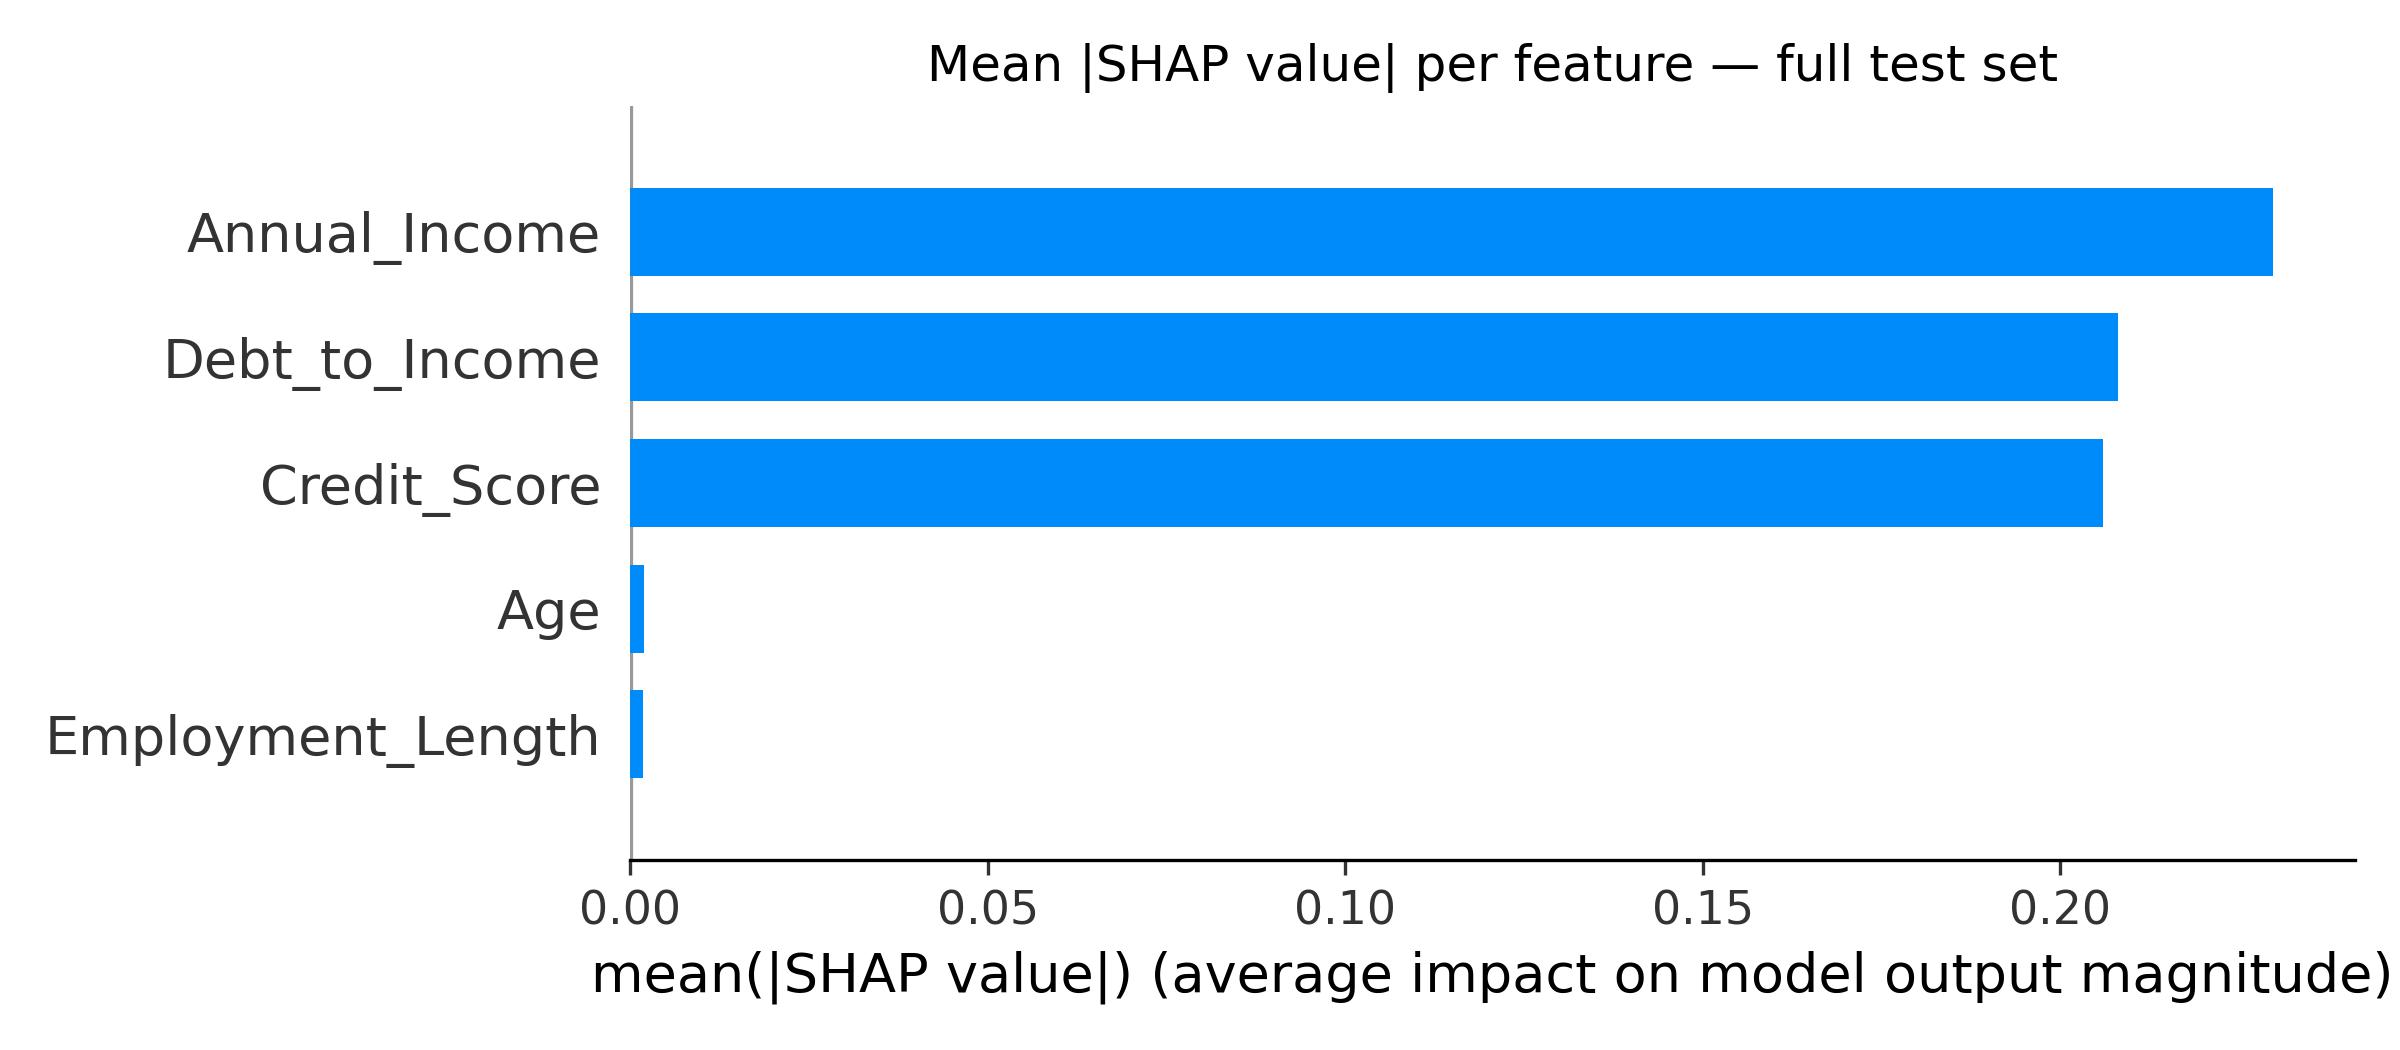 Mean |SHAP value| per feature — full test set
Annual_Income
Debt_to_Income
Credit_Score
Age
Employment_Length
0.00 0.05 0.10 0.15 0.20
mean(|SHAP value|) (average impact on model output magnitude)